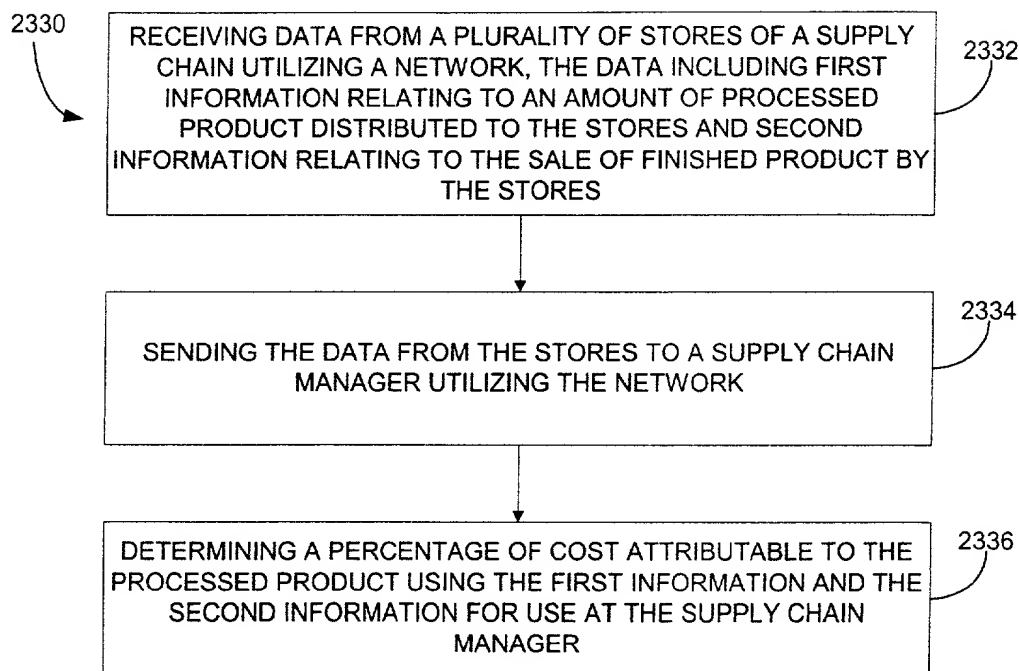 2330
RECEIVING DATA FROM A PLURALITY OF STORES OF A SUPPLY
CHAIN UTILIZING A NETWORK, THE DATA INCLUDING FIRST
INFORMATION RELATING TO AN AMOUNT OF PROCESSED
PRODUCT DISTRIBUTED TO THE STORES AND SECOND
INFORMATION RELATING TO THE SALE OF FINISHED PRODUCT BY
THE STORES
2332
SENDING THE DATA FROM THE STORES TO A SUPPLY CHAIN
MANAGER UTILIZING THE NETWORK
2334
DETERMINING A PERCENTAGE OF COST ATTRIBUTABLE TO THE
PROCESSED PRODUCT USING THE FIRST INFORMATION AND THE
SECOND INFORMATION FOR USE AT THE SUPPLY CHAIN
MANAGER
2336